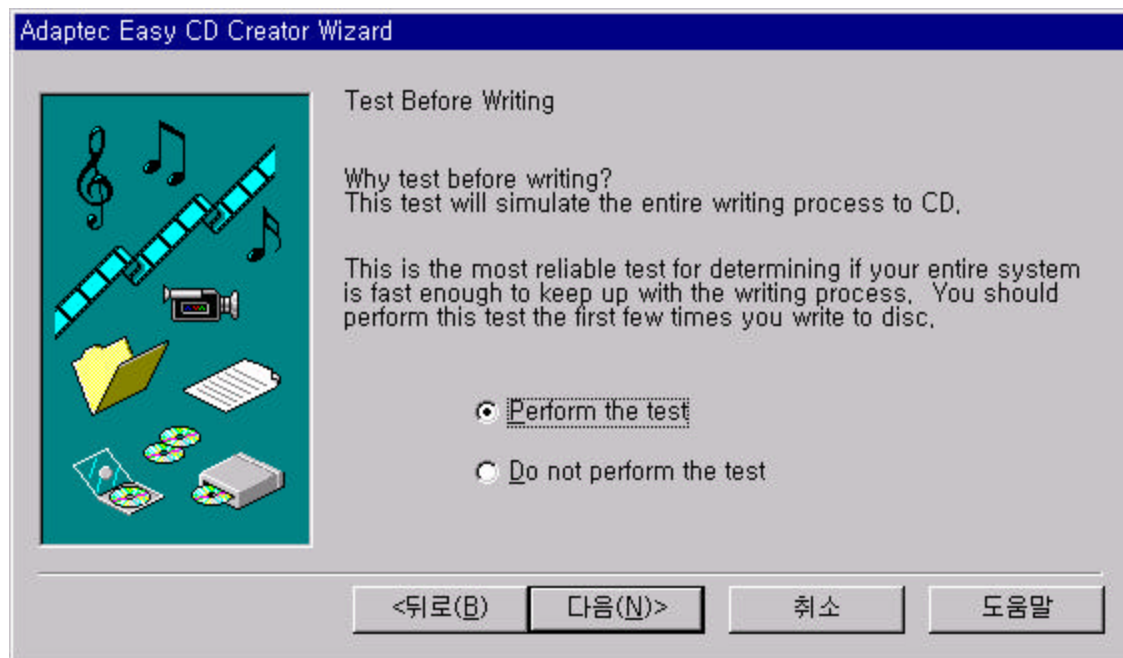 Adaptec Easy CD Creator Wizard
Test Before Writing
Why test before writing?
This test will simulate the entire writing process to CD.
This is the most reliable test for determining if your entire system
is fast enough to keep up with the writing process.  You should
perform this test the first few times you write to disc.
Perform the test
Do not perform the test
<뒤로(B) 다음(N)> 취소 도움말